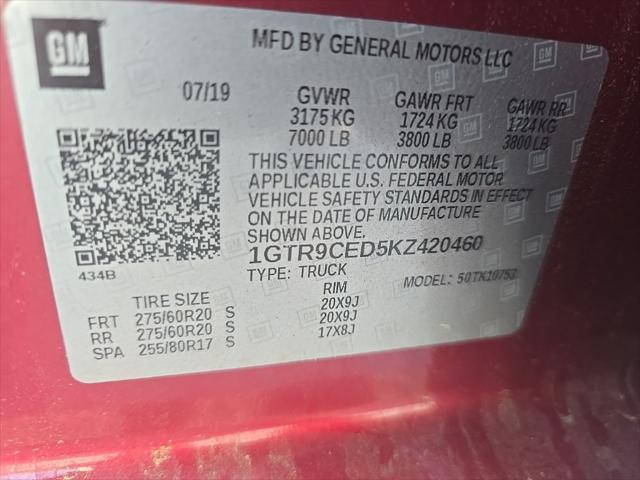 GM
MFD BY GENERAL MOTORS LLC
07/19 GVWR GAWR FRT GAWR RR
3175 KG 1724 KG 1724 KG
7000 LB 3800 LB 3800 LB
THIS VEHICLE CONFORMS TO ALL
APPLICABLE U.S. FEDERAL MOTOR
VEHICLE SAFETY STANDARDS IN EFFECT
ON THE DATE OF MANUFACTURE
SHOWN ABOVE.
434B
1GTR9CED5KZ420460
TYPE: TRUCK MODEL: 50TK10753
TIRE SIZE RIM
FRT 275/60R20 S 20X9J
RR 275/60R20 S 20X9J
SPA 255/80R17 S 17X8J